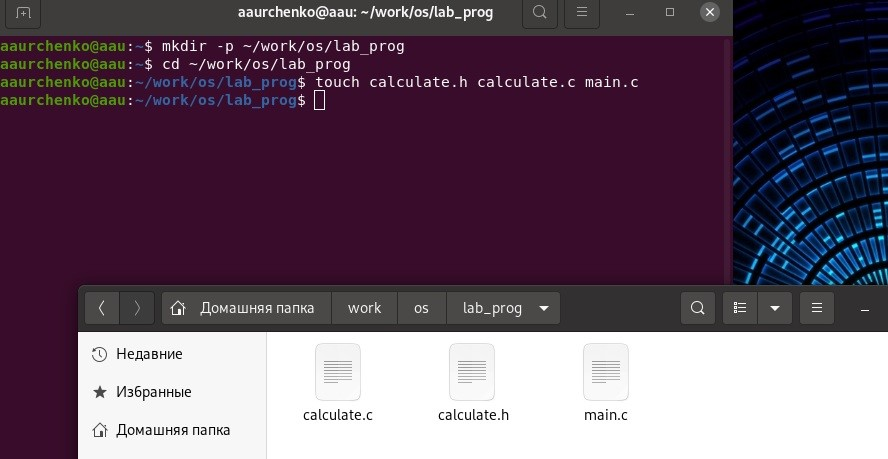 aaurchenko@aau: ~/work/os/lab_prog
aaurchenko@aau:~$ mkdir -p ~/work/os/lab_prog
aaurchenko@aau:~$ cd ~/work/os/lab_prog
aaurchenko@aau:~/work/os/lab_prog$ touch calculate.h calculate.c main.c
aaurchenko@aau:~/work/os/lab_prog$
Домашняя папка work os lab_prog
Недавние
Избранные
Домашняя папка
calculate.c calculate.h main.c